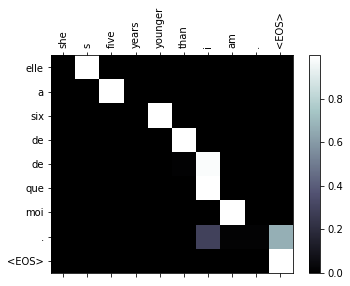 she s five years younger than i am . <EOS>
elle
a
six
de
de
que
moi
.
<EOS>
0.8
0.6
0.4
0.2
0.0